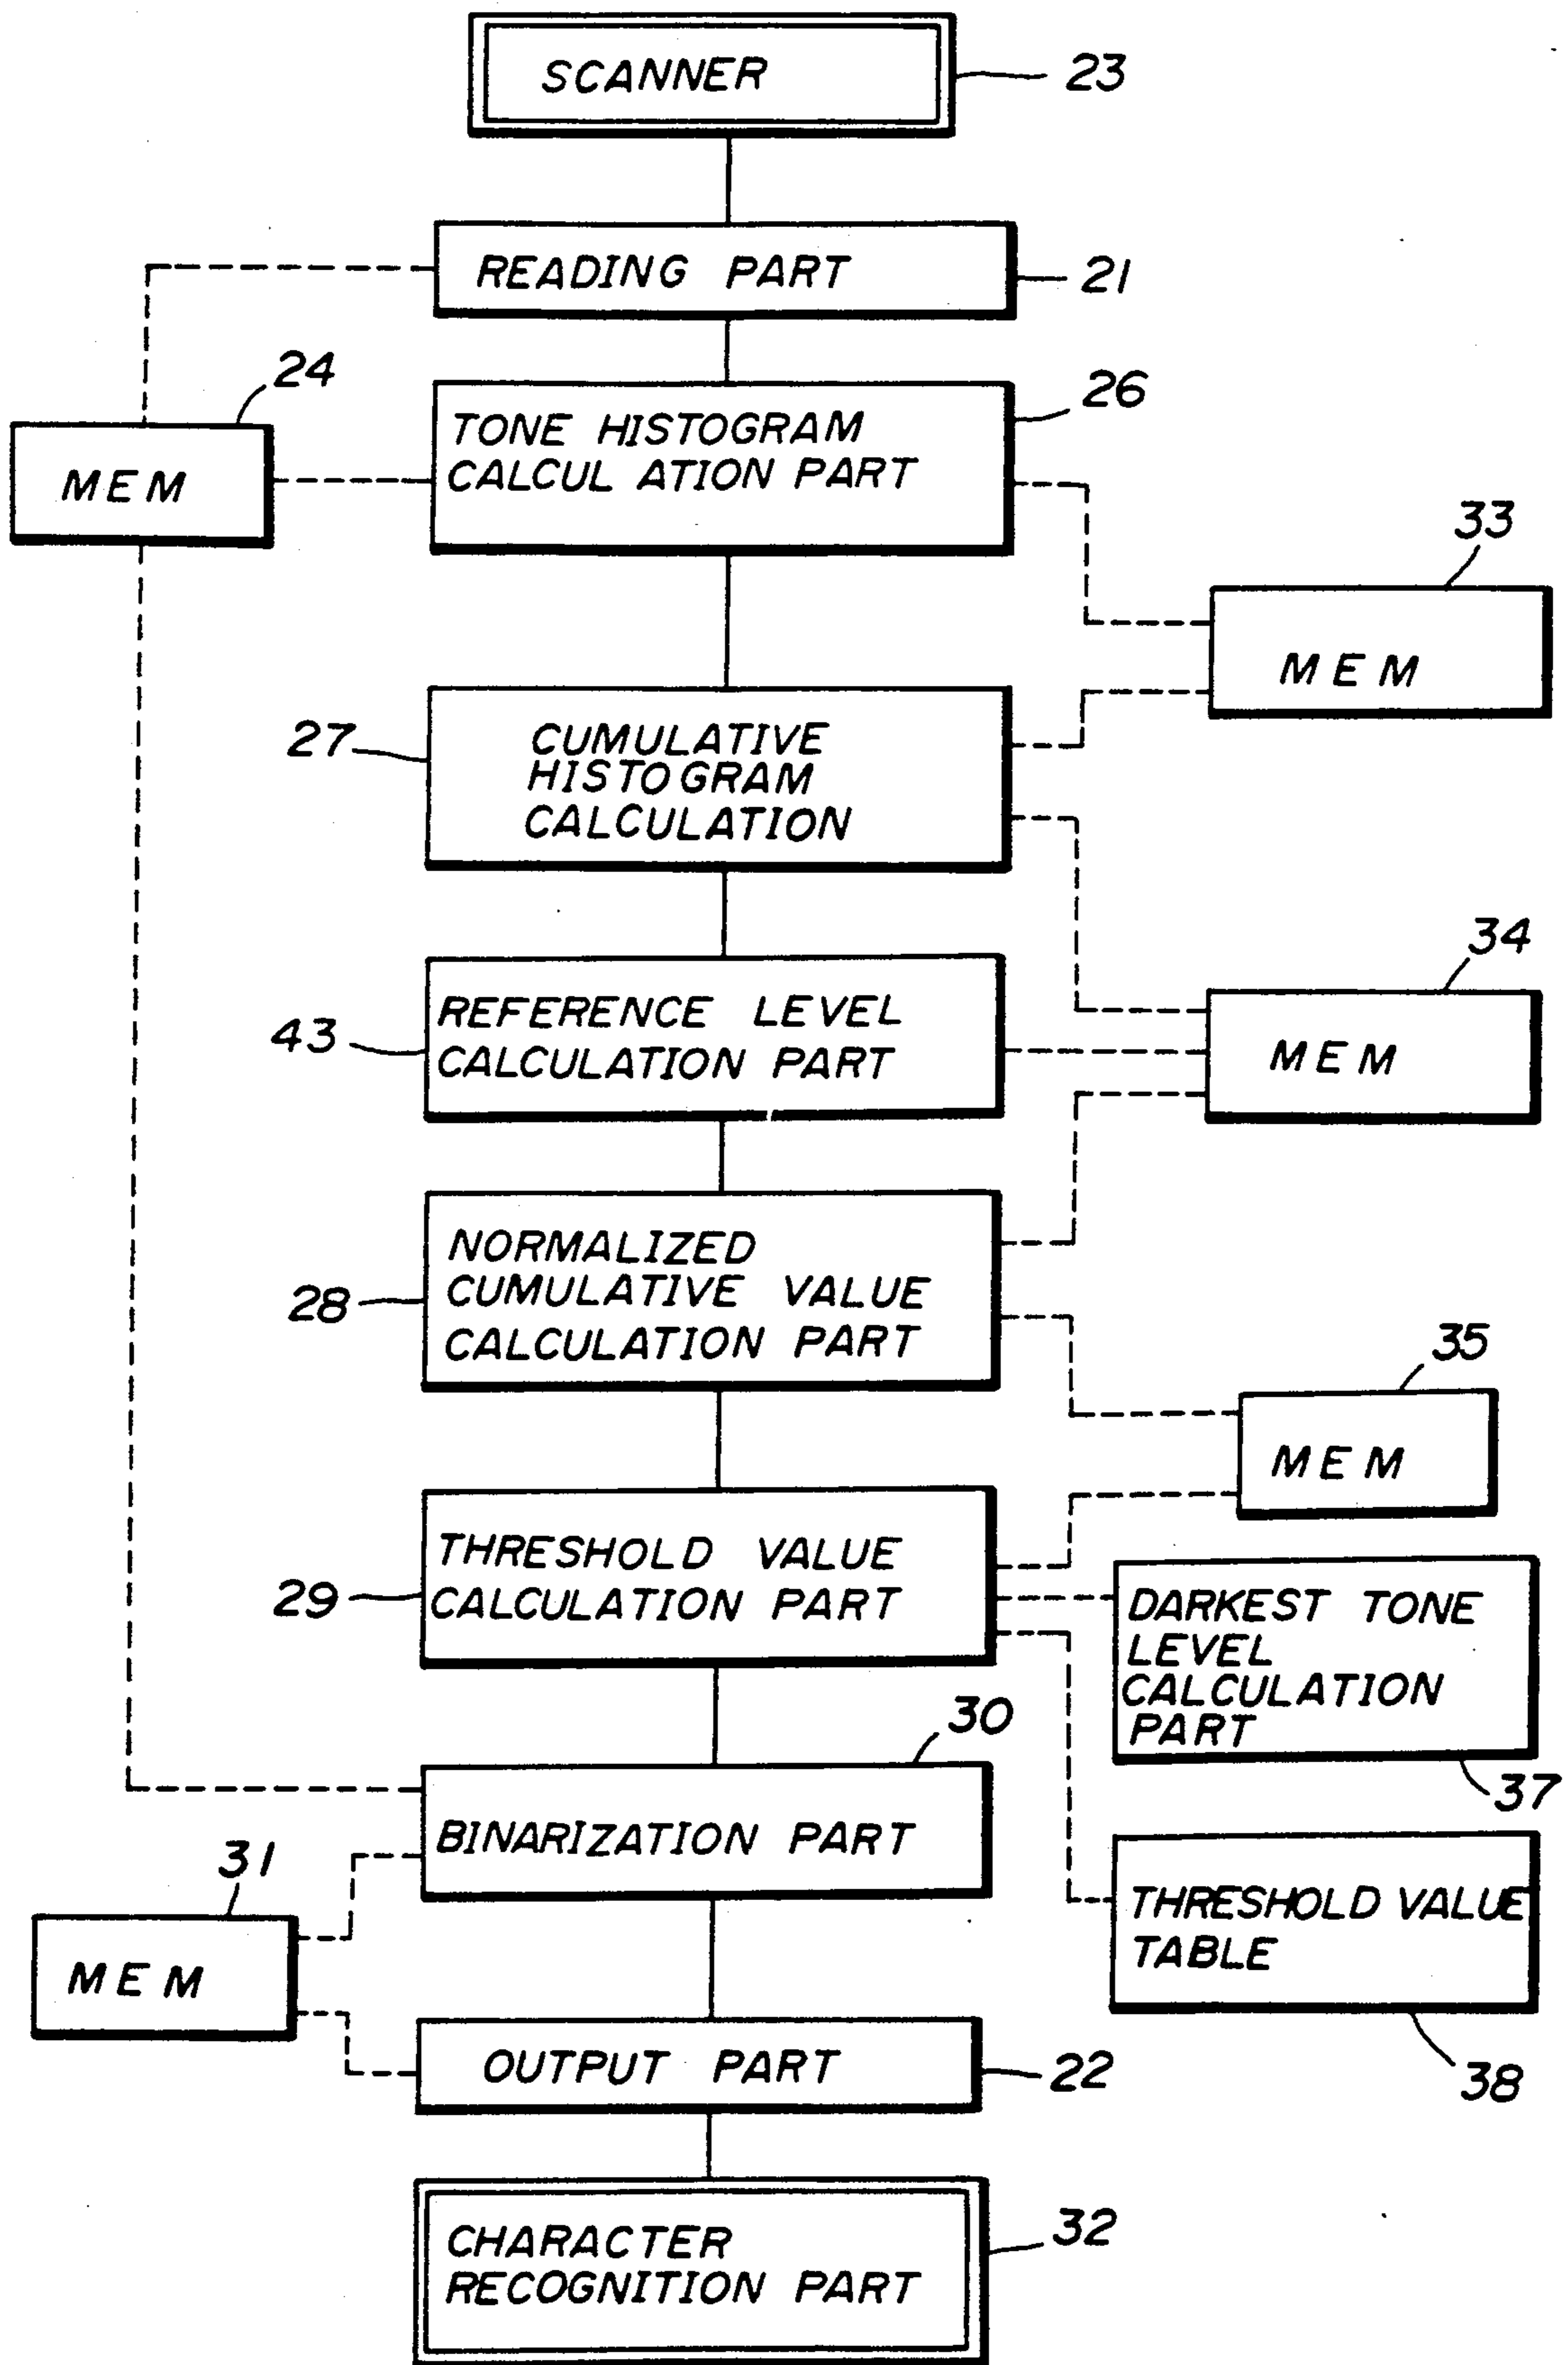 SCANNER
23
READING PART
21
24
MEM
TONE HISTOGRAM
CALCUL ATION PART
26
33
MEM
27
CUMULATIVE
HISTOGRAM
CALCULATION
34
MEM
43
REFERENCE LEVEL
CALCULATION PART
28
NORMALIZED
CUMULATIVE VALUE
CALCULATION PART
35
MEM
29
THRESHOLD VALUE
CALCULATION PART
DARKEST TONE
LEVEL
CALCULATION
PART
37
30
BINARIZATION PART
31
MEM
THRESHOLD VALUE
TABLE
38
OUTPUT PART
22
CHARACTER
RECOGNITION PART
32